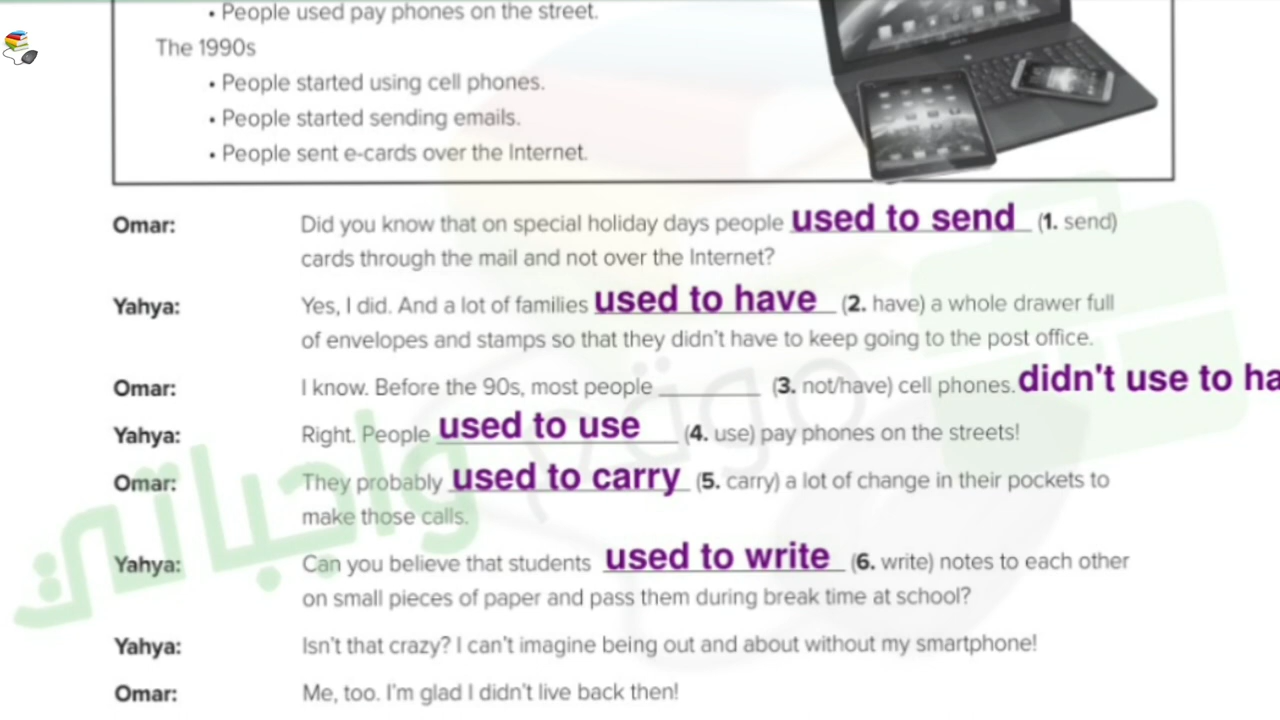 • People used pay phones on the street.
The 1990s
• People started using cell phones.
• People started sending emails.
• People sent e-cards over the Internet.
Omar: Did you know that on special holiday days people used to send (1. send)
cards through the mail and not over the Internet?
Yahya: Yes, I did. And a lot of families used to have (2. have) a whole drawer full
of envelopes and stamps so that they didn't have to keep going to the post office.
Omar: I know. Before the 90s, most people ________ (3. not/have) cell phones. didn't use to ha
Yahya: Right. People used to use (4. use) pay phones on the streets!
Omar: They probably used to carry (5. carry) a lot of change in their pockets to
make those calls.
Yahya: Can you believe that students used to write (6. write) notes to each other
on small pieces of paper and pass them during break time at school?
Yahya: Isn't that crazy? I can't imagine being out and about without my smartphone!
Omar: Me, too. I'm glad I didn't live back then!
واجباتي